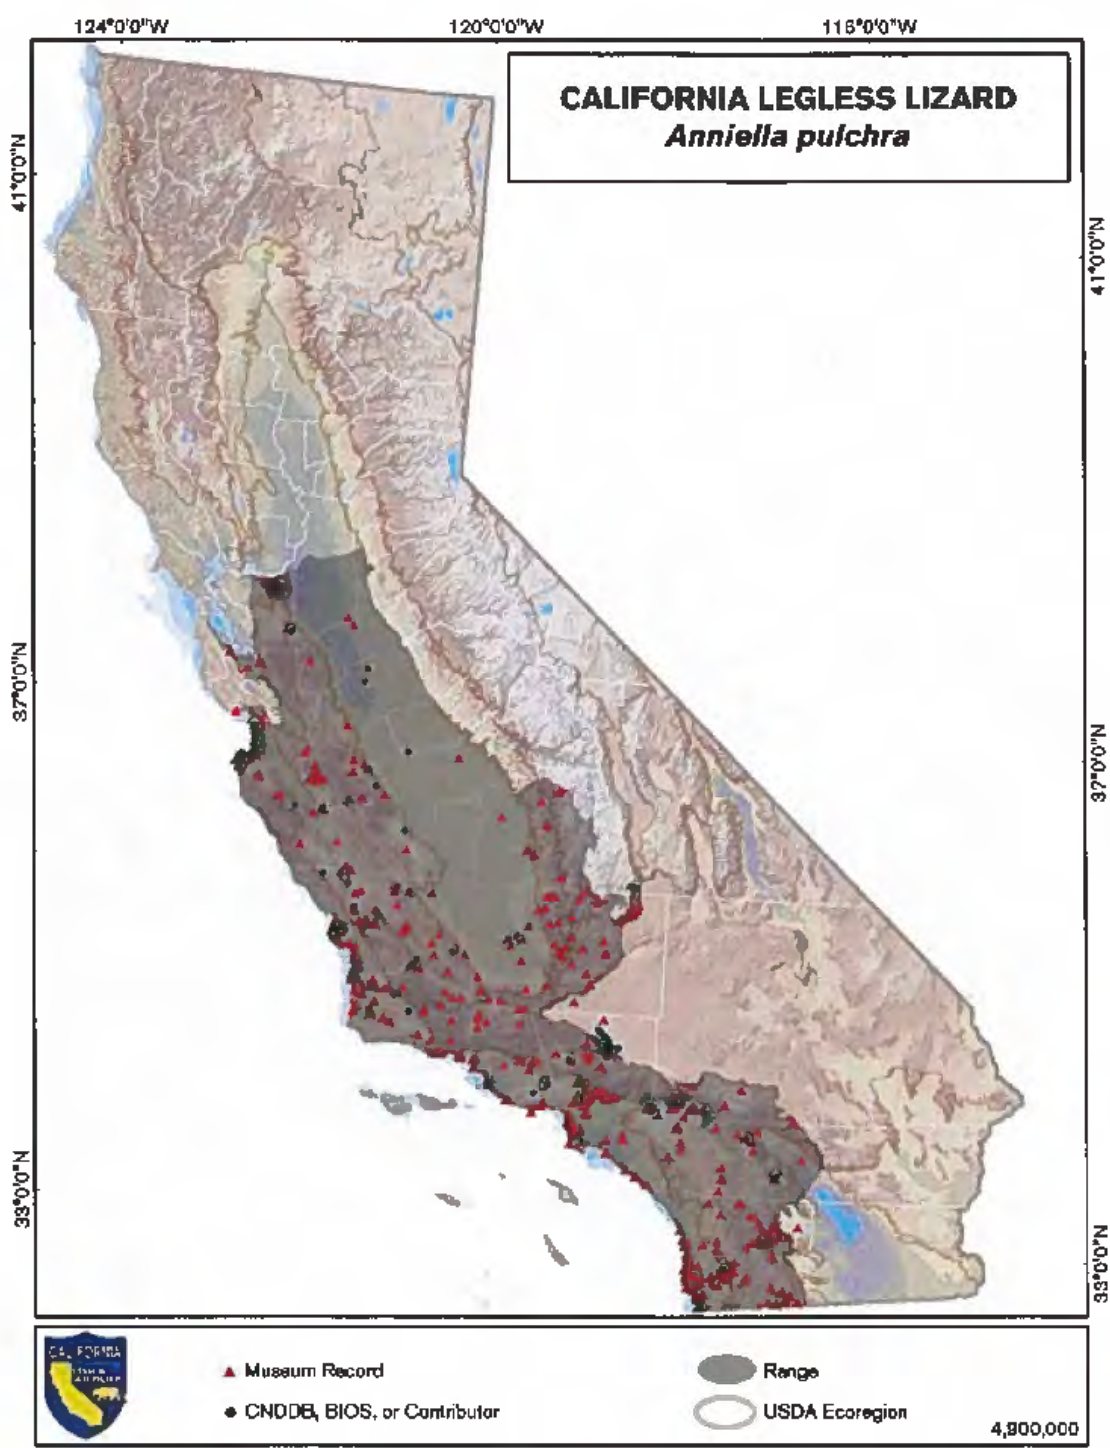 124°0'0"W 120°0'0"W 116°0'0"W
CALIFORNIA LEGLESS LIZARD
Anniella pulchra
41°0'0"N
41°0'0"N
37°0'0"N
37°0'0"N
33°0'0"N
33°0'0"N
CALIFORNIA
Museum Record
Range
CNDDB, BIOS, or Contributor
USDA Ecoregion
4,900,000